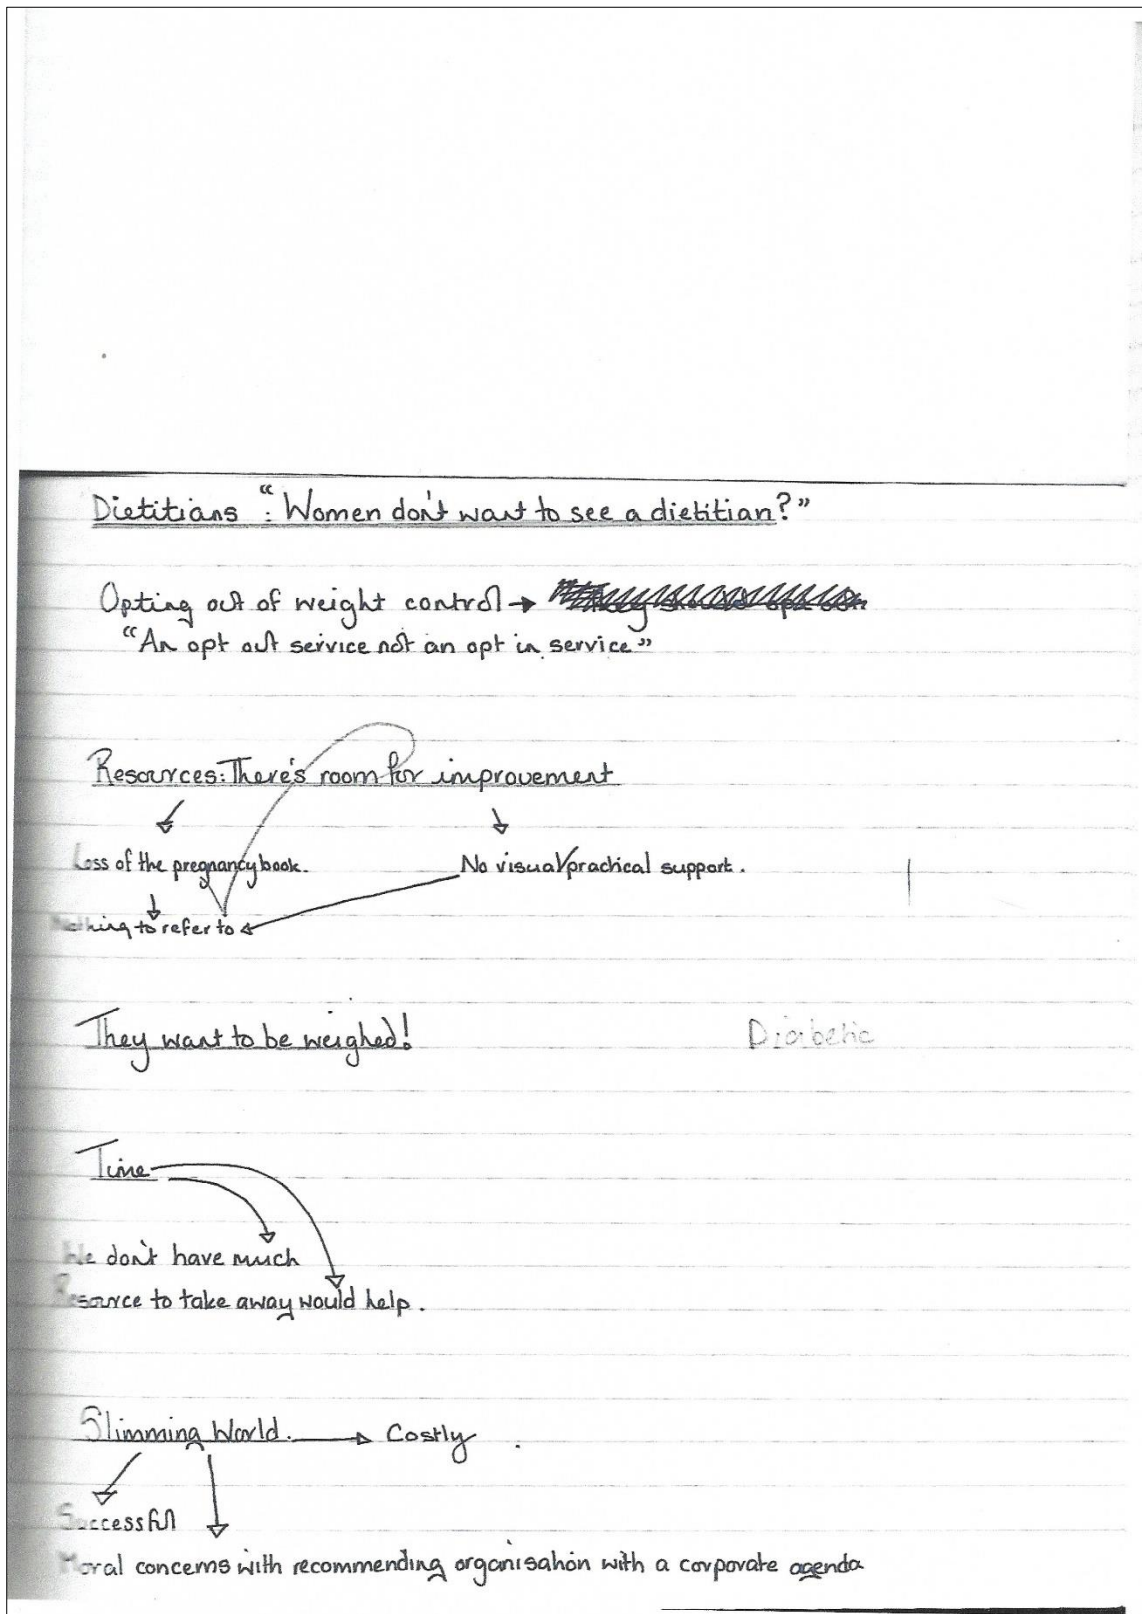 Dietitians : "Women don't want to see a dietitian?"
Opting out of weight control →
"An opt out service not an opt in service"
Resources: There's room for improvement
Loss of the pregnancy book.
No visual/practical support.
Nothing to refer to
They want to be weighed!
Diabetic
Time
We don't have much
Resource to take away would help.
Slimming World. → Costly
Successful
Moral concerns with recommending organisation with a corporate agenda